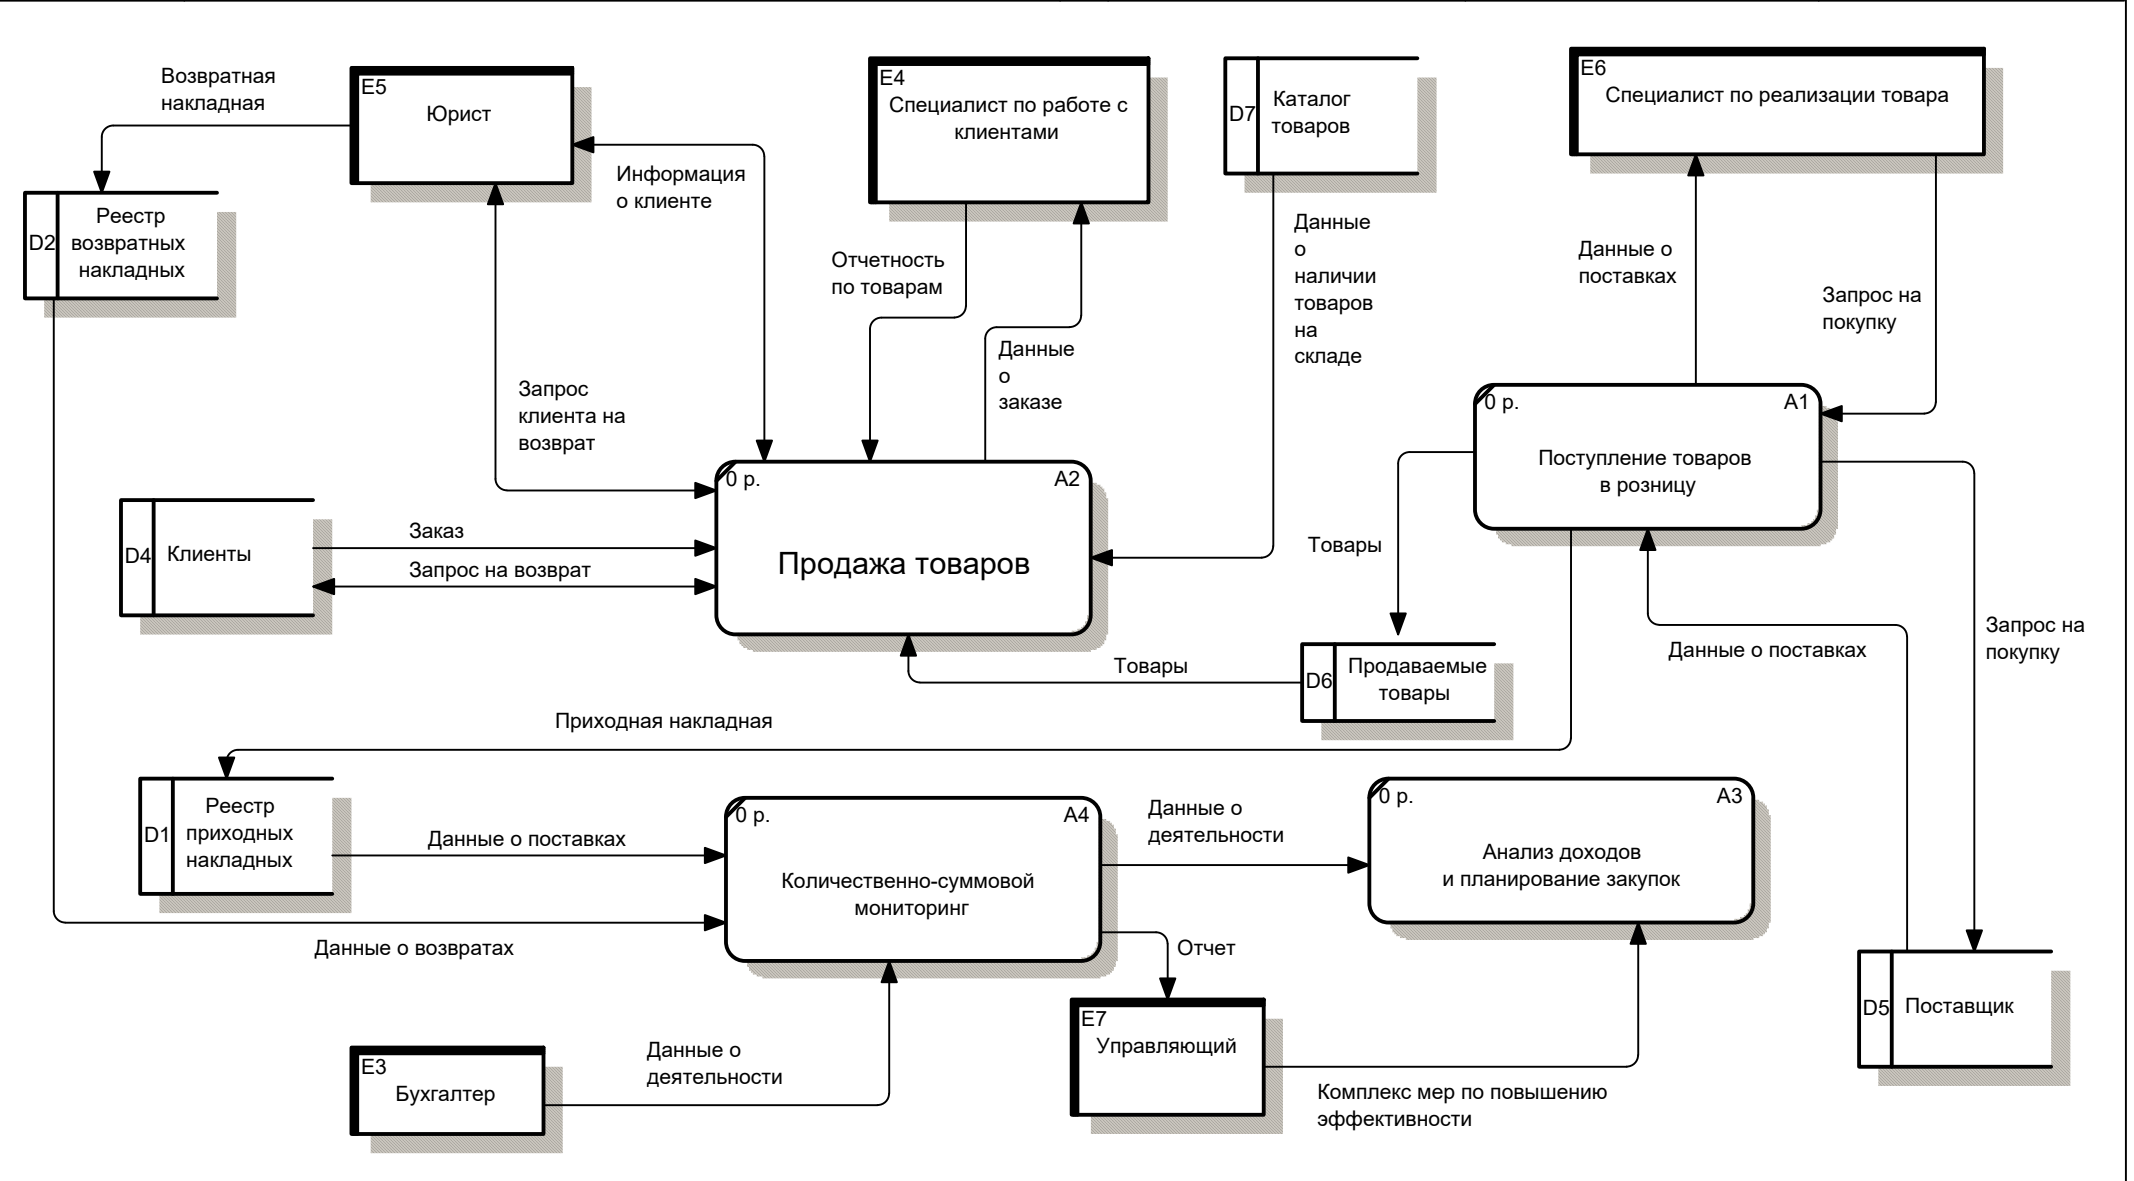 Возвратная
накладная
E5
Юрист
E4
Специалист по работе с
клиентами
D7
Каталог
товаров
E6
Специалист по реализации товара
Информация
о клиенте
D2
Реестр
возвратных
накладных
Отчетность
по товарам
Данные
о
наличии
товаров
на
складе
Данные о
поставках
Запрос на
покупку
Данные
о
заказе
Запрос
клиента на
возврат
0 р.
A1
Поступление товаров
в розницу
0 р.
A2
Продажа товаров
D4
Клиенты
Заказ
Запрос на возврат
Товары
Товары
D6
Продаваемые
товары
Данные о поставках
Запрос на
покупку
Приходная накладная
D1
Реестр
приходных
накладных
Данные о поставках
0 р.
A4
Количественно-суммовой
мониторинг
Данные о
деятельности
0 р.
A3
Анализ доходов
и планирование закупок
Данные о возвратах
Отчет
E7
Управляющий
D5
Поставщик
E3
Бухгалтер
Данные о
деятельности
Комплекс мер по повышению
эффективности